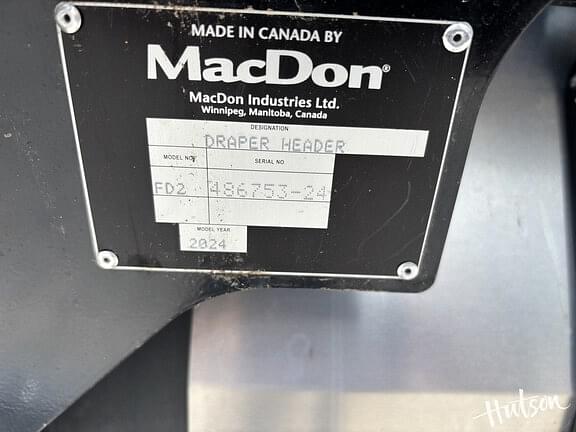 MADE IN CANADA BY
MacDon®
MacDon Industries Ltd.
Winnipeg, Manitoba, Canada
DESIGNATION
DRAPER HEADER
MODEL NO. SERIAL NO
FD2 486753-24
MODEL YEAR
2024
Hutson